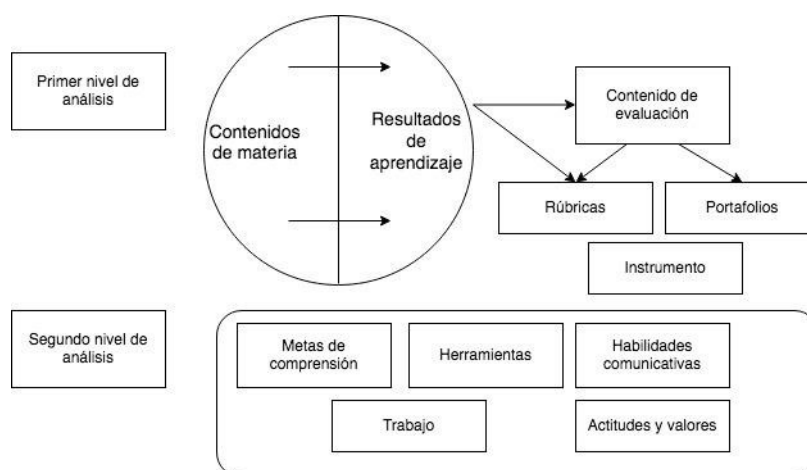 Primer nivel de
análisis
Contenidos
de materia
Resultados
de
aprendizaje
Contenido de
evaluación
Rúbricas
Portafolios
Instrumento
Segundo nivel de
análisis
Metas de
comprensión
Herramientas
Habilidades
comunicativas
Trabajo
Actitudes y valores